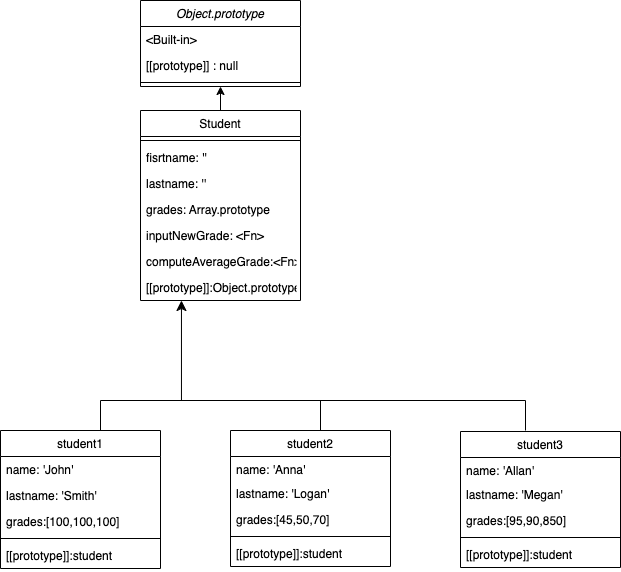 Object.prototype
<Built-in>
[[prototype]] : null
Student
fisrtname: ''
lastname: ''
grades: Array.prototype
inputNewGrade: <Fn>
computeAverageGrade:<Fn>
[[prototype]]:Object.prototype
student1
name: 'John'
lastname: 'Smith'
grades:[100,100,100]
[[prototype]]:student
student2
name: 'Anna'
lastname: 'Logan'
grades:[45,50,70]
[[prototype]]:student
student3
name: 'Allan'
lastname: 'Megan'
grades:[95,90,850]
[[prototype]]:student